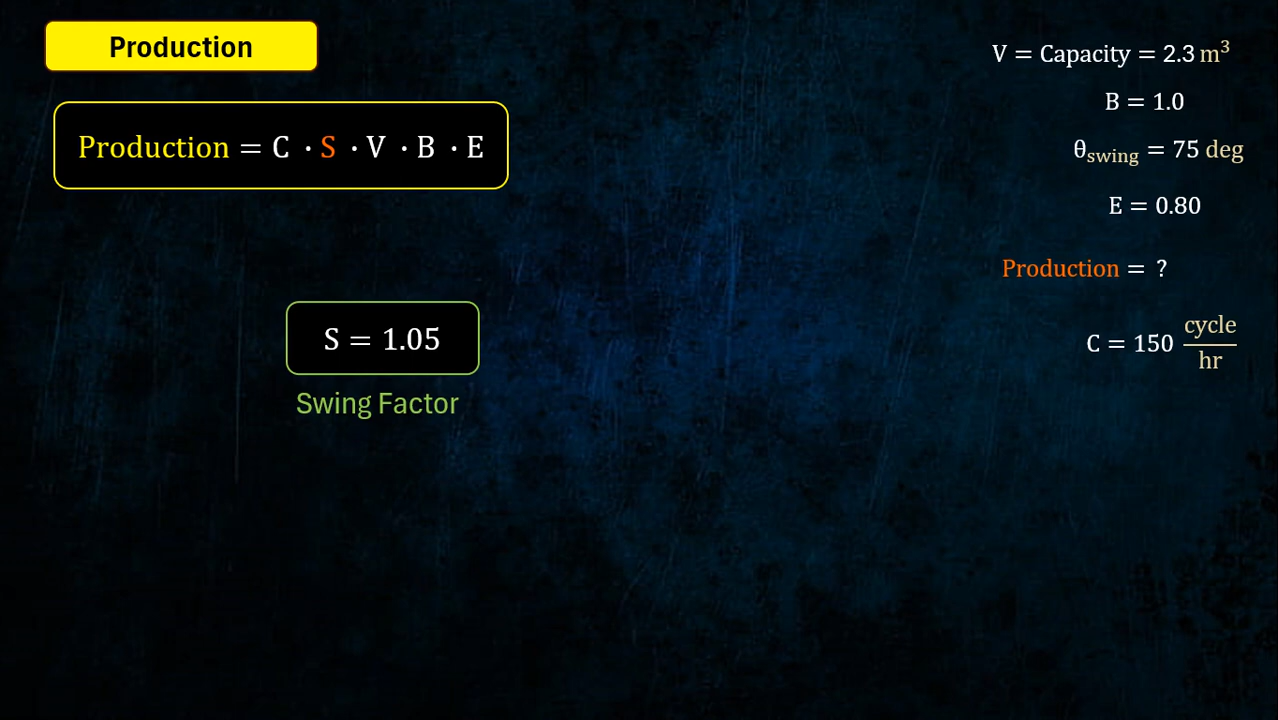 Production
Production = C · S · V · B · E
S = 1.05
Swing Factor
V = Capacity = 2.3 m³
B = 1.0
θswing = 75 deg
E = 0.80
Production = ?
C = 150 cycle/hr